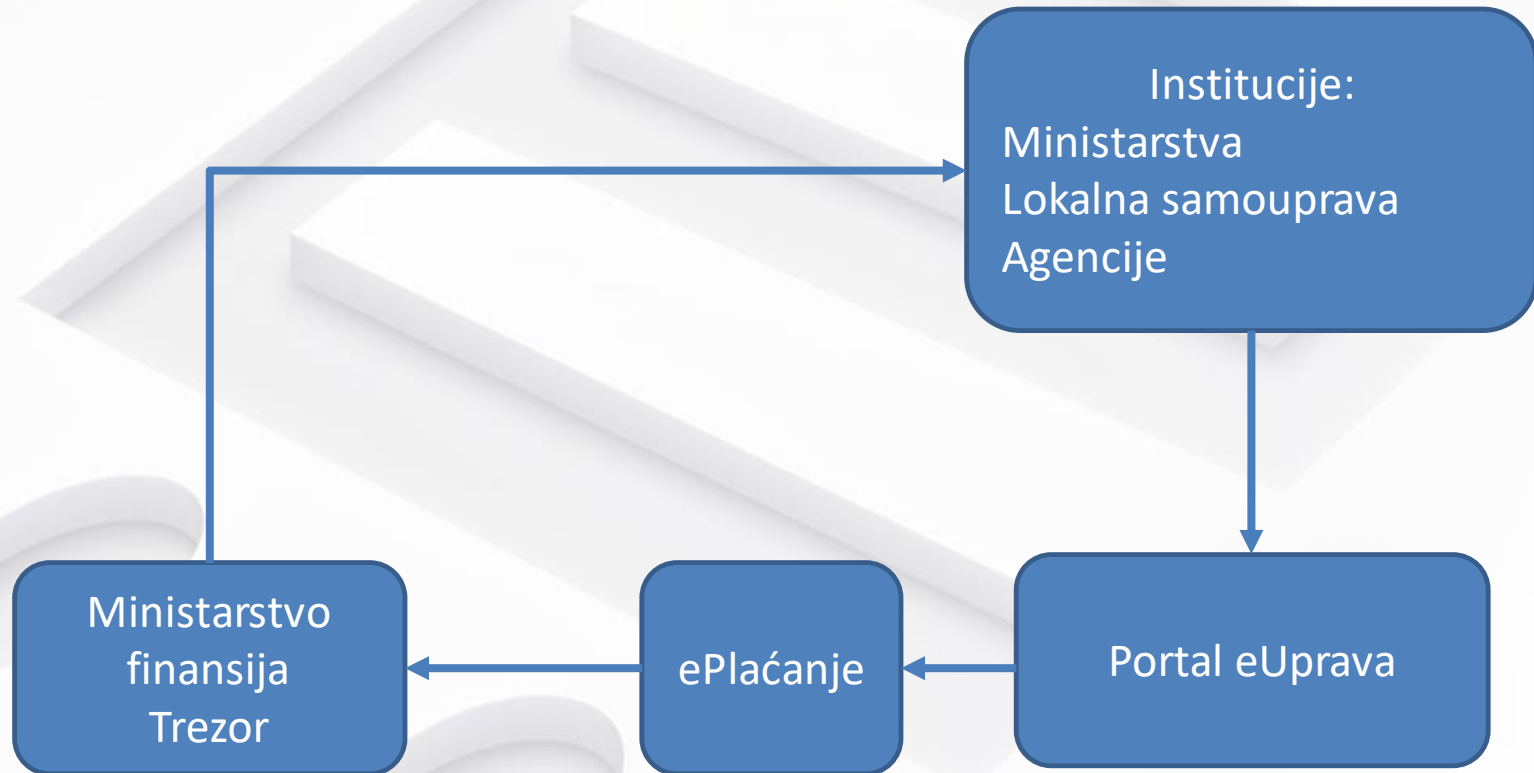 Institucije:
Ministarstva
Lokalna samouprava
Agencije
Ministarstvo
finansija
Trezor
ePlaćanje
Portal eUprava